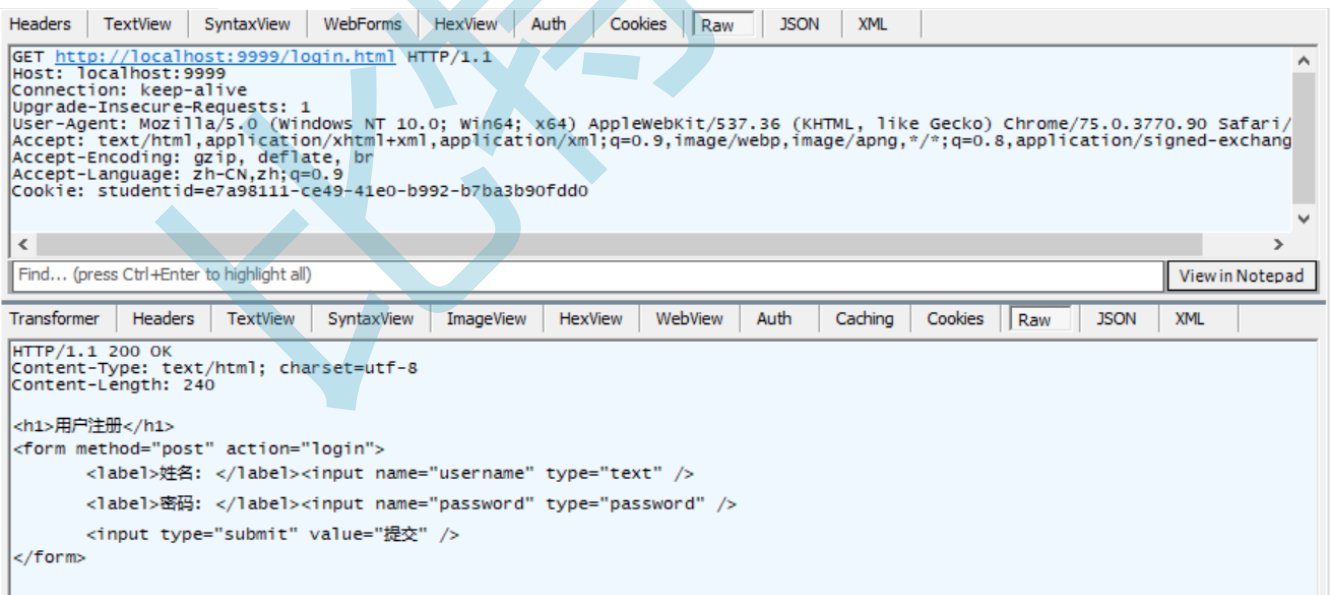 Headers TextView SyntaxView WebForms HexView Auth Cookies Raw JSON XML
GET http://localhost:9999/login.html HTTP/1.1
Host: localhost:9999
Connection: keep-alive
Upgrade-Insecure-Requests: 1
User-Agent: Mozilla/5.0 (Windows NT 10.0; Win64; x64) AppleWebKit/537.36 (KHTML, like Gecko) Chrome/75.0.3770.90 Safari/
Accept: text/html,application/xhtml+xml,application/xml;q=0.9,image/webp,image/apng,*/*;q=0.8,application/signed-exchang
Accept-Encoding: gzip, deflate, br
Accept-Language: zh-CN,zh;q=0.9
Cookie: studentid=e7a98111-ce49-41e0-b992-b7ba3b90fdd0
Find... (press Ctrl+Enter to highlight all) View in Notepad
Transformer Headers TextView SyntaxView ImageView HexView WebView Auth Caching Cookies Raw JSON XML
HTTP/1.1 200 OK
Content-Type: text/html; charset=utf-8
Content-Length: 240
<h1>用户注册</h1>
<form method="post" action="login">
<label>姓名: </label><input name="username" type="text" />
<label>密码: </label><input name="password" type="password" />
<input type="submit" value="提交" />
</form>